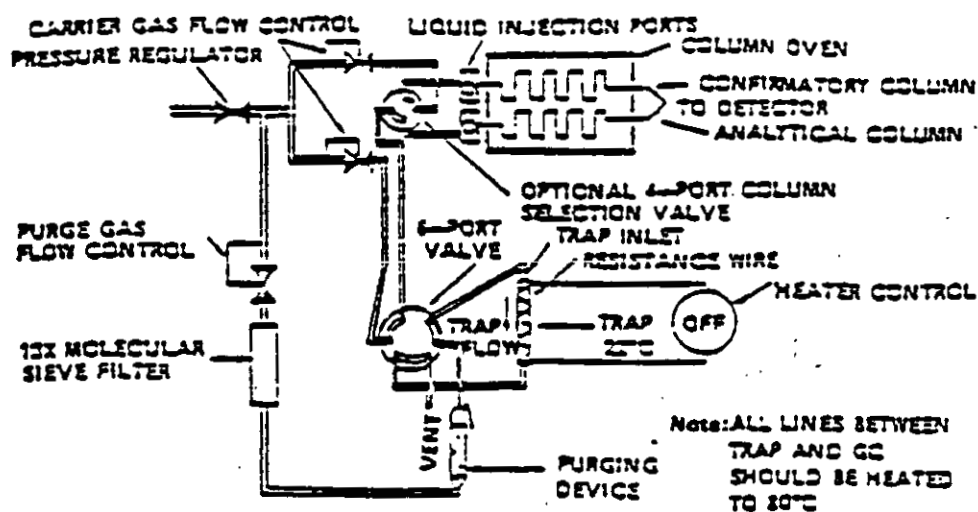 CARRIER GAS FLOW CONTROL
PRESSURE REGULATOR
LIQUID INJECTION PORTS
COLUMN OVEN
CONFIRMATORY COLUMN
TO DETECTOR
ANALYTICAL COLUMN
OPTIONAL 4-PORT COLUMN
SELECTION VALVE
PURGE GAS
FLOW CONTROL
6-PORT
VALVE
TRAP INLET
RESISTANCE WIRE
HEATER CONTROL
OFF
TRAP
FLOW
TRAP
22°C
13X MOLECULAR
SIEVE FILTER
VENT
PURGING
DEVICE
Note: ALL LINES BETWEEN
TRAP AND GC
SHOULD BE HEATED
TO 80°C